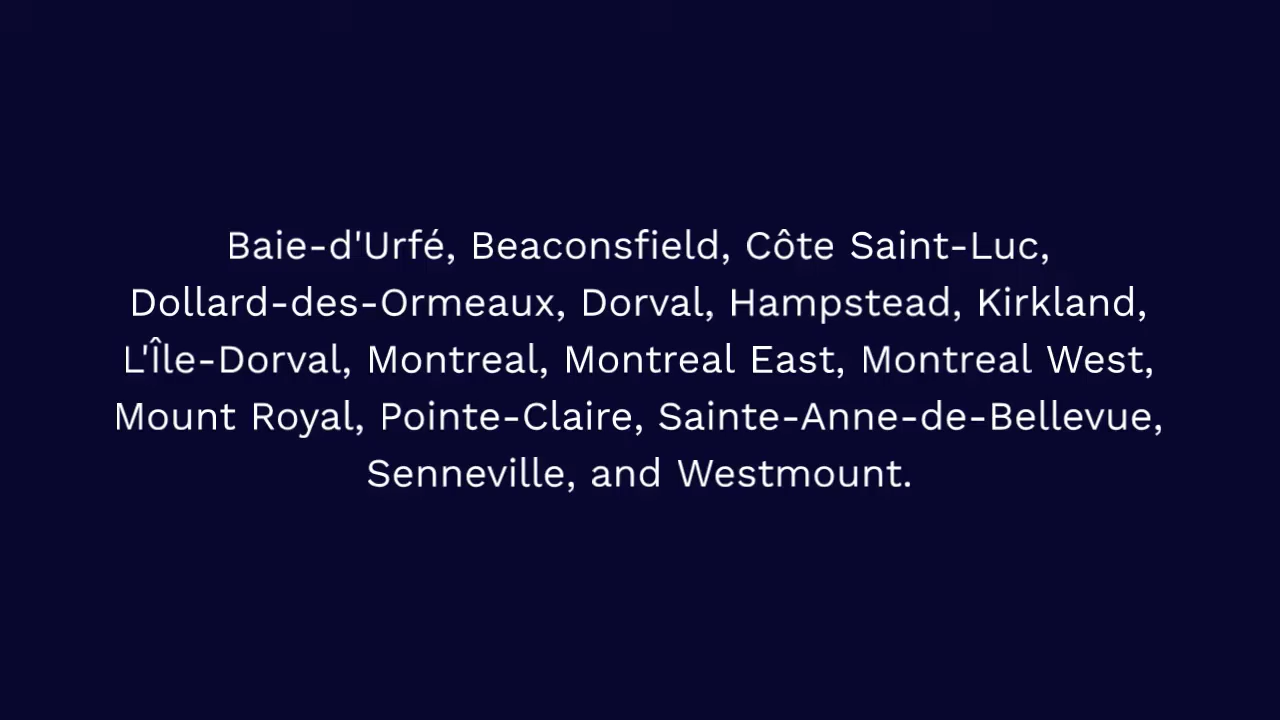 Baie-d'Urfé, Beaconsfield, Côte Saint-Luc,
Dollard-des-Ormeaux, Dorval, Hampstead, Kirkland,
L'Île-Dorval, Montreal, Montreal East, Montreal West,
Mount Royal, Pointe-Claire, Sainte-Anne-de-Bellevue,
Senneville, and Westmount.